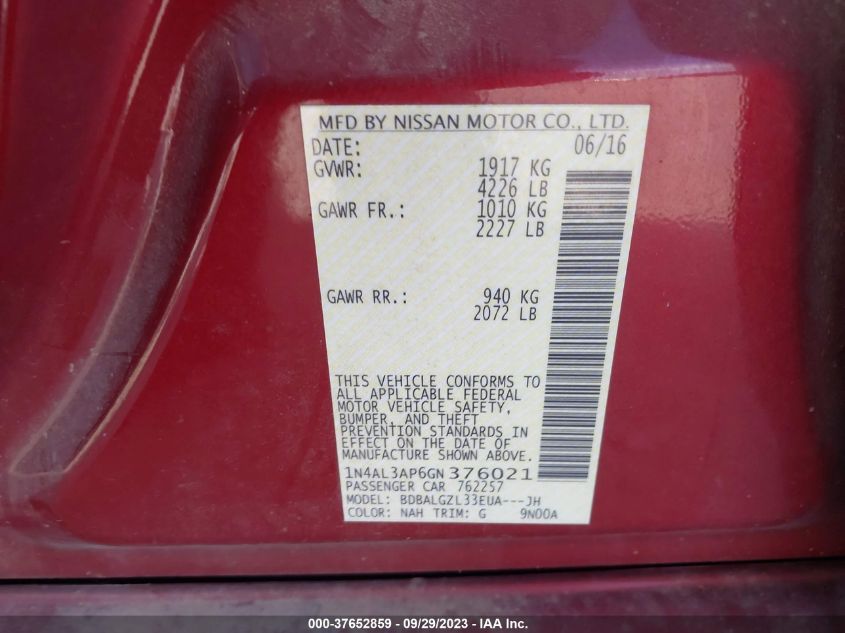 MFD BY NISSAN MOTOR CO., LTD.
DATE: 06/16
GVWR: 1917 KG
4226 LB
GAWR FR.: 1010 KG
2227 LB
GAWR RR.: 940 KG
2072 LB
THIS VEHICLE CONFORMS TO
ALL APPLICABLE FEDERAL
MOTOR VEHICLE SAFETY,
BUMPER, AND THEFT
PREVENTION STANDARDS IN
EFFECT ON THE DATE OF
MANUFACTURE SHOWN ABOVE.
1N4AL3AP6GN376021
PASSENGER CAR 762257
MODEL: BDBALGZL33EUA---JH
COLOR: NAH TRIM: G 9N00A
000-37652859 - 09/29/2023 - IAA Inc.